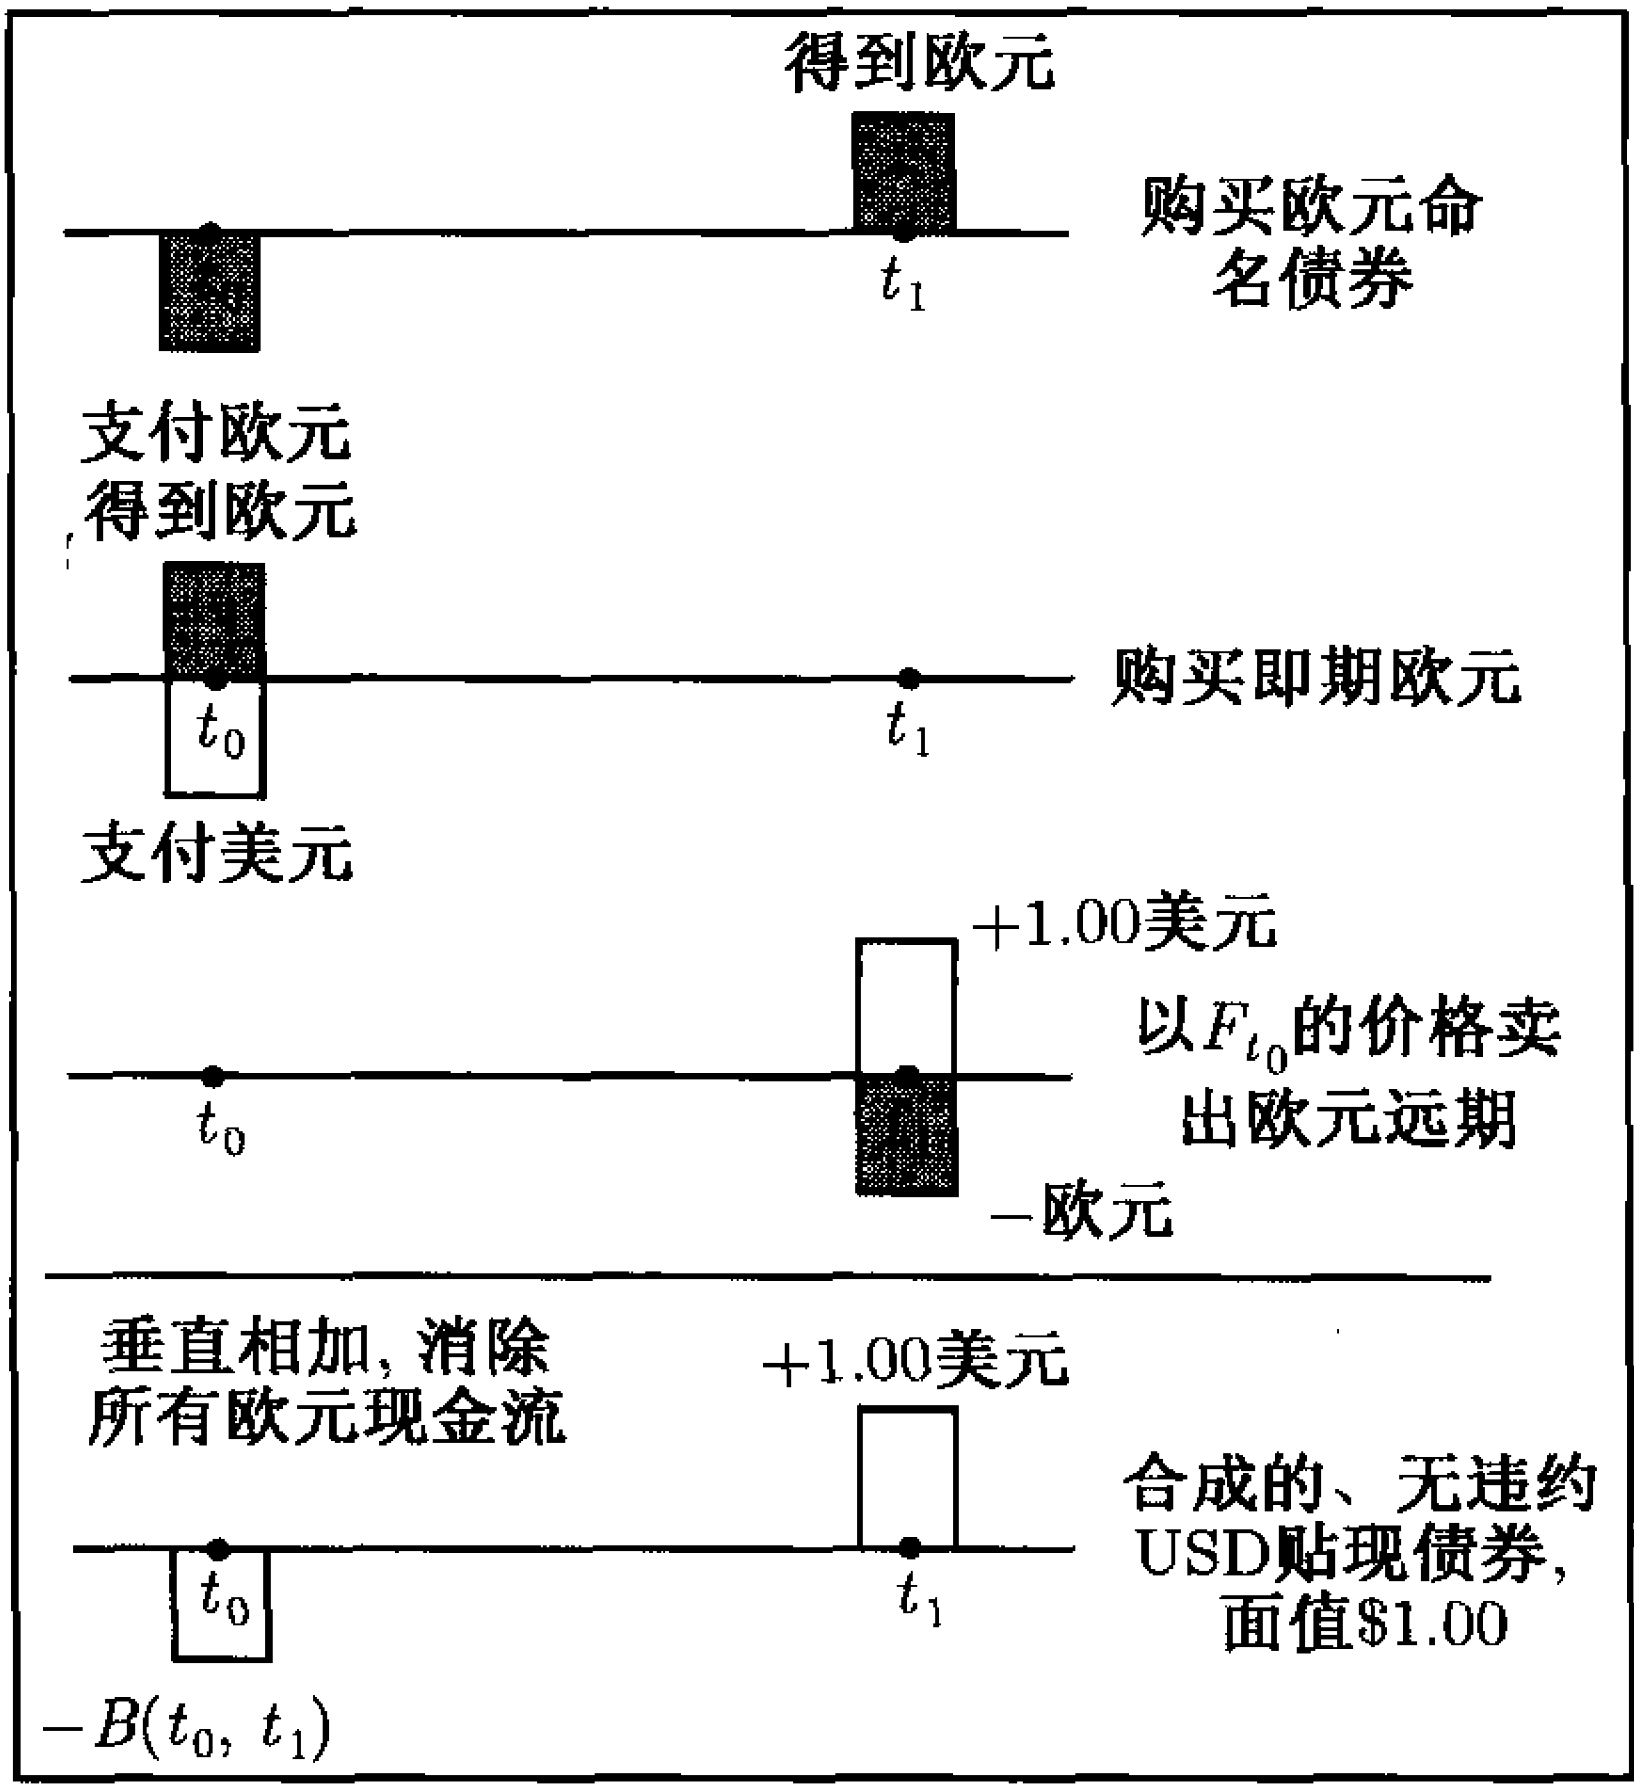 得到欧元
购买欧元命
名债券
t₁
支付欧元
得到欧元
购买即期欧元
t₀
t₁
支付美元
+1.00美元
以F_{t₀}的价格卖
出欧元远期
t₀
−欧元
垂直相加, 消除
所有欧元现金流
+1.00美元
合成的、无违约
USD贴现债券,
面值$1.00
t₀
t₁
−B(t₀, t₁)